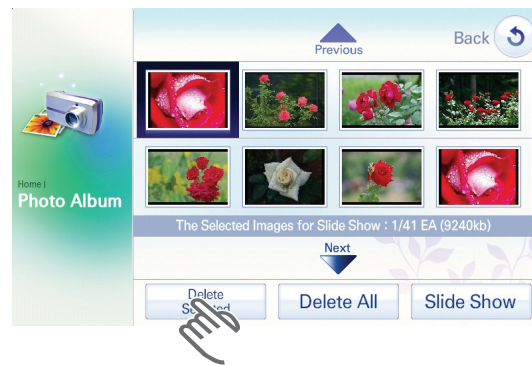 Previous
Back
Home |
Photo Album
The Selected Images for Slide Show : 1/41 EA (9240kb)
Next
Delete
Delete All
Slide Show